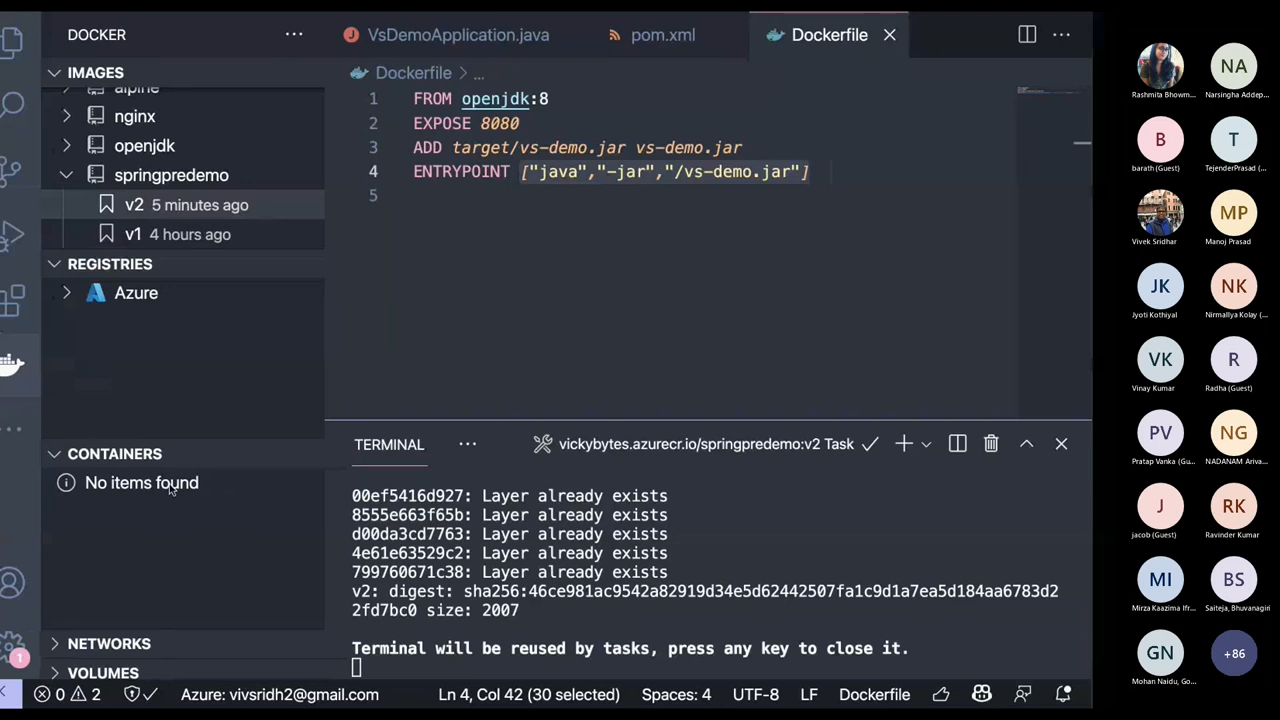 DOCKER
IMAGES
alpine
nginx
openjdk
springpredemo
v2 5 minutes ago
v1 4 hours ago
REGISTRIES
Azure
CONTAINERS
No items found
NETWORKS
VOLUMES
1
VsDemoApplication.java
pom.xml
Dockerfile
Dockerfile > ...
1 FROM openjdk:8
2 EXPOSE 8080
3 ADD target/vs-demo.jar vs-demo.jar
4 ENTRYPOINT ["java","-jar","/vs-demo.jar"]
5
TERMINAL
vickybytes.azurecr.io/springpredemo:v2 Task
00ef5416d927: Layer already exists
8555e663f65b: Layer already exists
d00da3cd7763: Layer already exists
4e61e63529c2: Layer already exists
799760671c38: Layer already exists
v2: digest: sha256:46ce981ac9542a82919d34e5d62442507fa1c9d1a7ea5d184aa6783d2
2fd7bc0 size: 2007
Terminal will be reused by tasks, press any key to close it.
0 2 Azure: vivsridh2@gmail.com Ln 4, Col 42 (30 selected) Spaces: 4 UTF-8 LF Dockerfile
Rashmita Bhowm...
NA
Narsingha Addep...
B
barath (Guest)
T
TejenderPrasad (...
Vivek Sridhar
MP
Manoj Prasad
JK
Jyoti Kothiyal
NK
Nirmallya Kolay (...
VK
Vinay Kumar
R
Radha (Guest)
PV
Pratap Vanka (Gu...
NG
NADANAM Ariva...
J
jacob (Guest)
RK
Ravinder Kumar
MI
Mirza Kaazima Ifr...
BS
Saiteja, Bhuvanagiri
GN
Mohan Naidu, Go...
+86